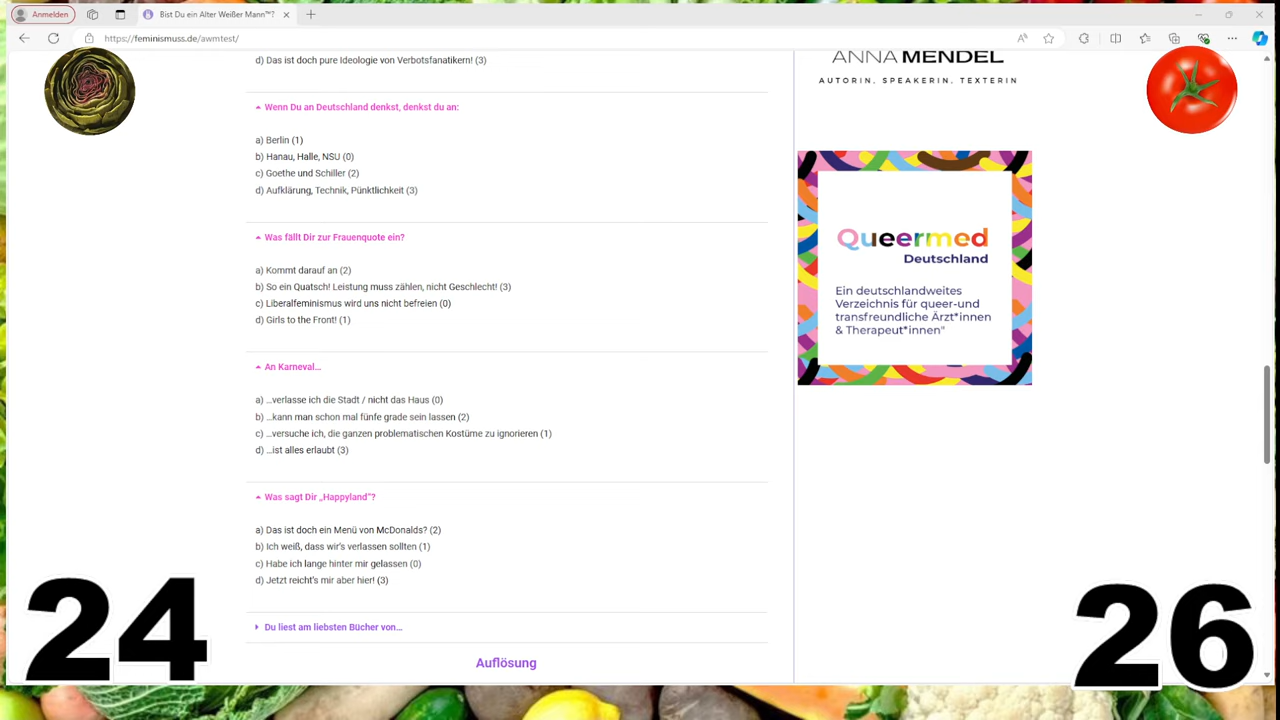 Anmelden
Bist Du ein Alter Weißer Mann™?
https://feminismuss.de/awmtest/
d) Das ist doch pure Ideologie von Verbotsfanatikern! (3)
Wenn Du an Deutschland denkst, denkst du an:
a) Berlin (1)
b) Hanau, Halle, NSU (0)
c) Goethe und Schiller (2)
d) Aufklärung, Technik, Pünktlichkeit (3)
Was fällt Dir zur Frauenquote ein?
a) Kommt darauf an (2)
b) So ein Quatsch! Leistung muss zählen, nicht Geschlecht! (3)
c) Liberalfeminismus wird uns nicht befreien (0)
d) Girls to the Front! (1)
An Karneval…
a) …verlasse ich die Stadt / nicht das Haus (0)
b) …kann man schon mal fünfe grade sein lassen (2)
c) …versuche ich, die ganzen problematischen Kostüme zu ignorieren (1)
d) …ist alles erlaubt (3)
Was sagt Dir „Happyland"?
a) Das ist doch ein Menü von McDonalds? (2)
b) Ich weiß, dass wir's verlassen sollten (1)
c) Habe ich lange hinter mir gelassen (0)
d) Jetzt reicht's mir aber hier! (3)
Du liest am liebsten Bücher von…
Auflösung
ANNA MENDEL
AUTORIN, SPEAKERIN, TEXTERIN
Queermed
Deutschland
Ein deutschlandweites
Verzeichnis für queer-und
transfreundliche Ärzt*innen
& Therapeut*innen"
24
26